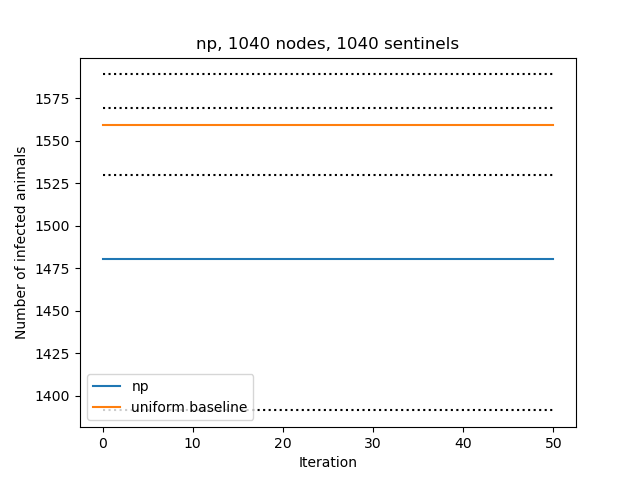 np, 1040 nodes, 1040 sentinels
1575
1550
1525
1500
1475
1450
1425
1400
Number of infected animals
np
uniform baseline
0 10 20 30 40 50
Iteration